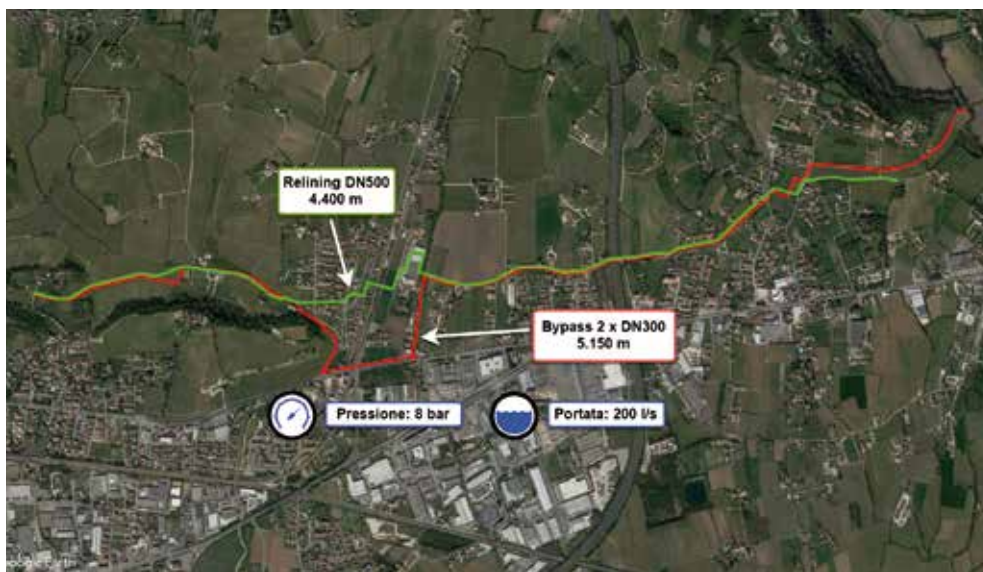 Relining DN500
4.400 m
Bypass 2 x DN300
5.150 m
Pressione: 8 bar
Portata: 200 l/s
Google Earth